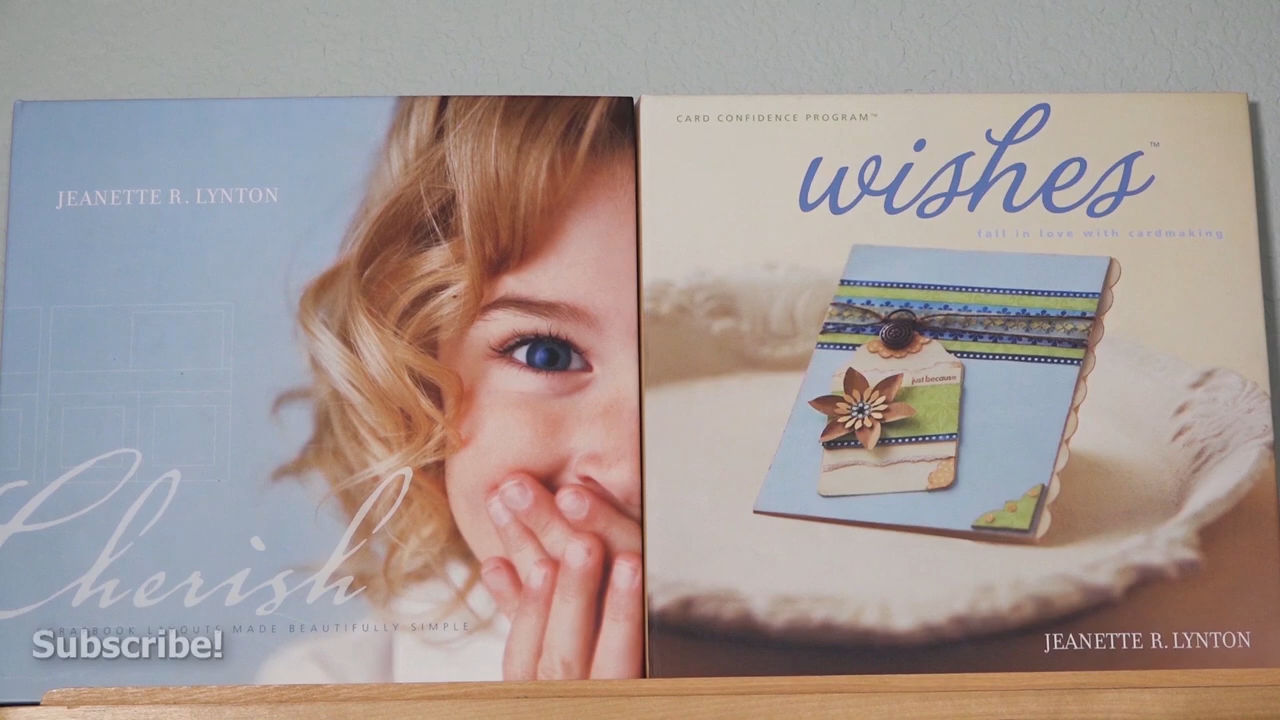 JEANETTE R. LYNTON
Cherish
SCRAPBOOK LAYOUTS MADE BEAUTIFULLY SIMPLE
Subscribe!
CARD CONFIDENCE PROGRAM™
wishes™
fall in love with cardmaking
just because
JEANETTE R. LYNTON